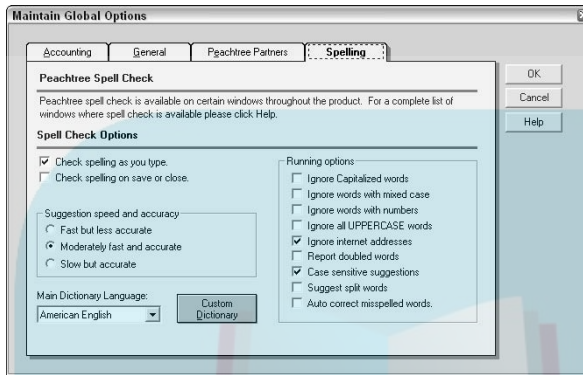 Maintain Global Options
Accounting General Peachtree Partners Spelling
OK
Cancel
Help
Peachtree Spell Check
Peachtree spell check is available on certain windows throughout the product. For a complete list of
windows where spell check is available please click Help.
Spell Check Options
Check spelling as you type.
Check spelling on save or close.
Suggestion speed and accuracy
Fast but less accurate
Moderately fast and accurate
Slow but accurate
Main Dictionary Language:
American English
Custom
Dictionary
Running options
Ignore Capitalized words
Ignore words with mixed case
Ignore words with numbers
Ignore all UPPERCASE words
Ignore internet addresses
Report doubled words
Case sensitive suggestions
Suggest split words
Auto correct misspelled words.